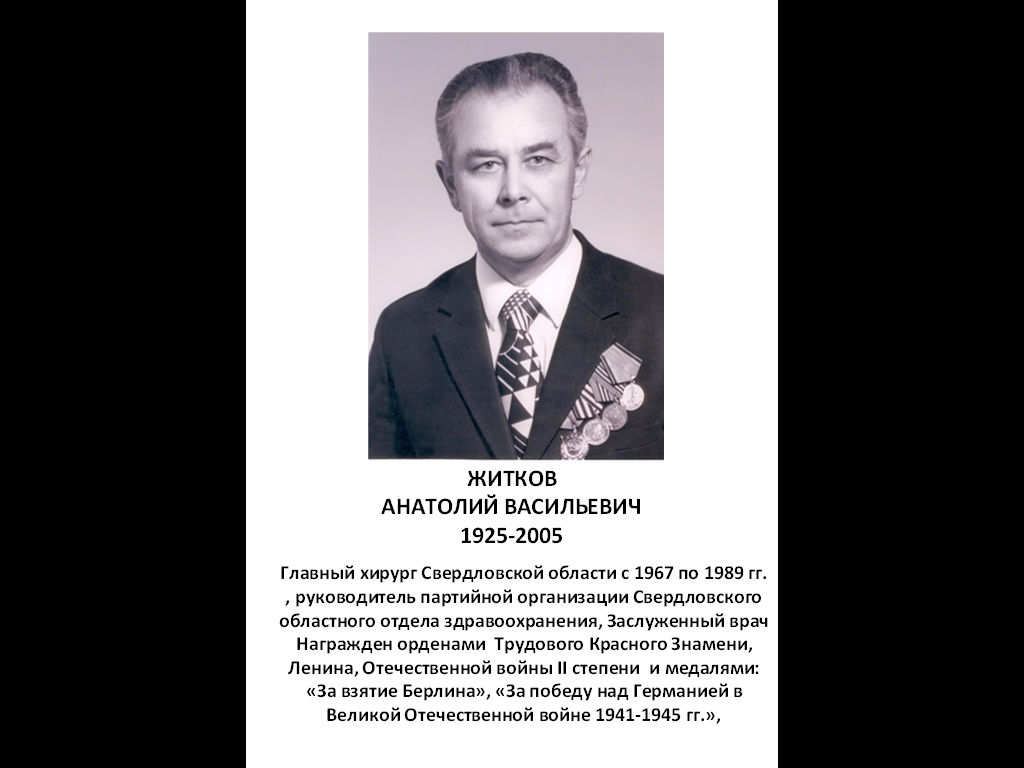 ЖИТКОВ
АНАТОЛИЙ ВАСИЛЬЕВИЧ
1925-2005
Главный хирург Свердловской области с 1967 по 1989 гг.
, руководитель партийной организации Свердловского
областного отдела здравоохранения, Заслуженный врач
Награжден орденами Трудового Красного Знамени,
Ленина, Отечественной войны II степени и медалями:
«За взятие Берлина», «За победу над Германией в
Великой Отечественной войне 1941-1945 гг.»,